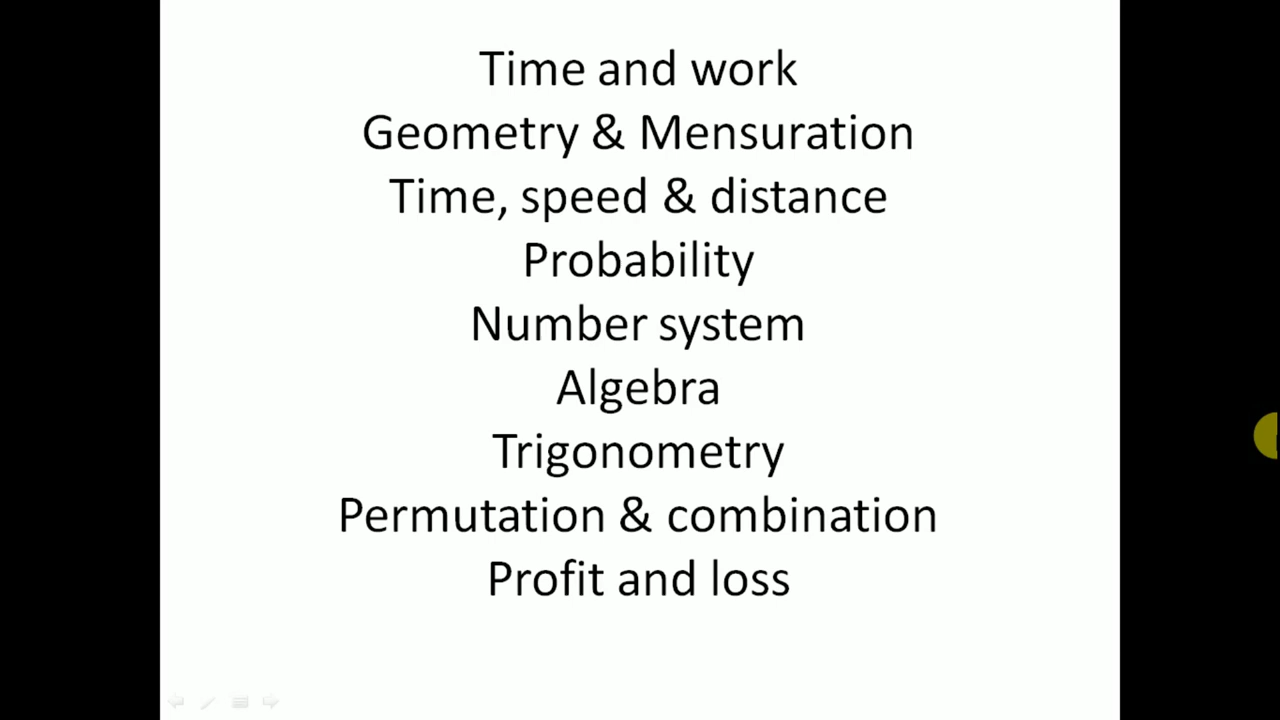 Time and work
Geometry & Mensuration
Time, speed & distance
Probability
Number system
Algebra
Trigonometry
Permutation & combination
Profit and loss